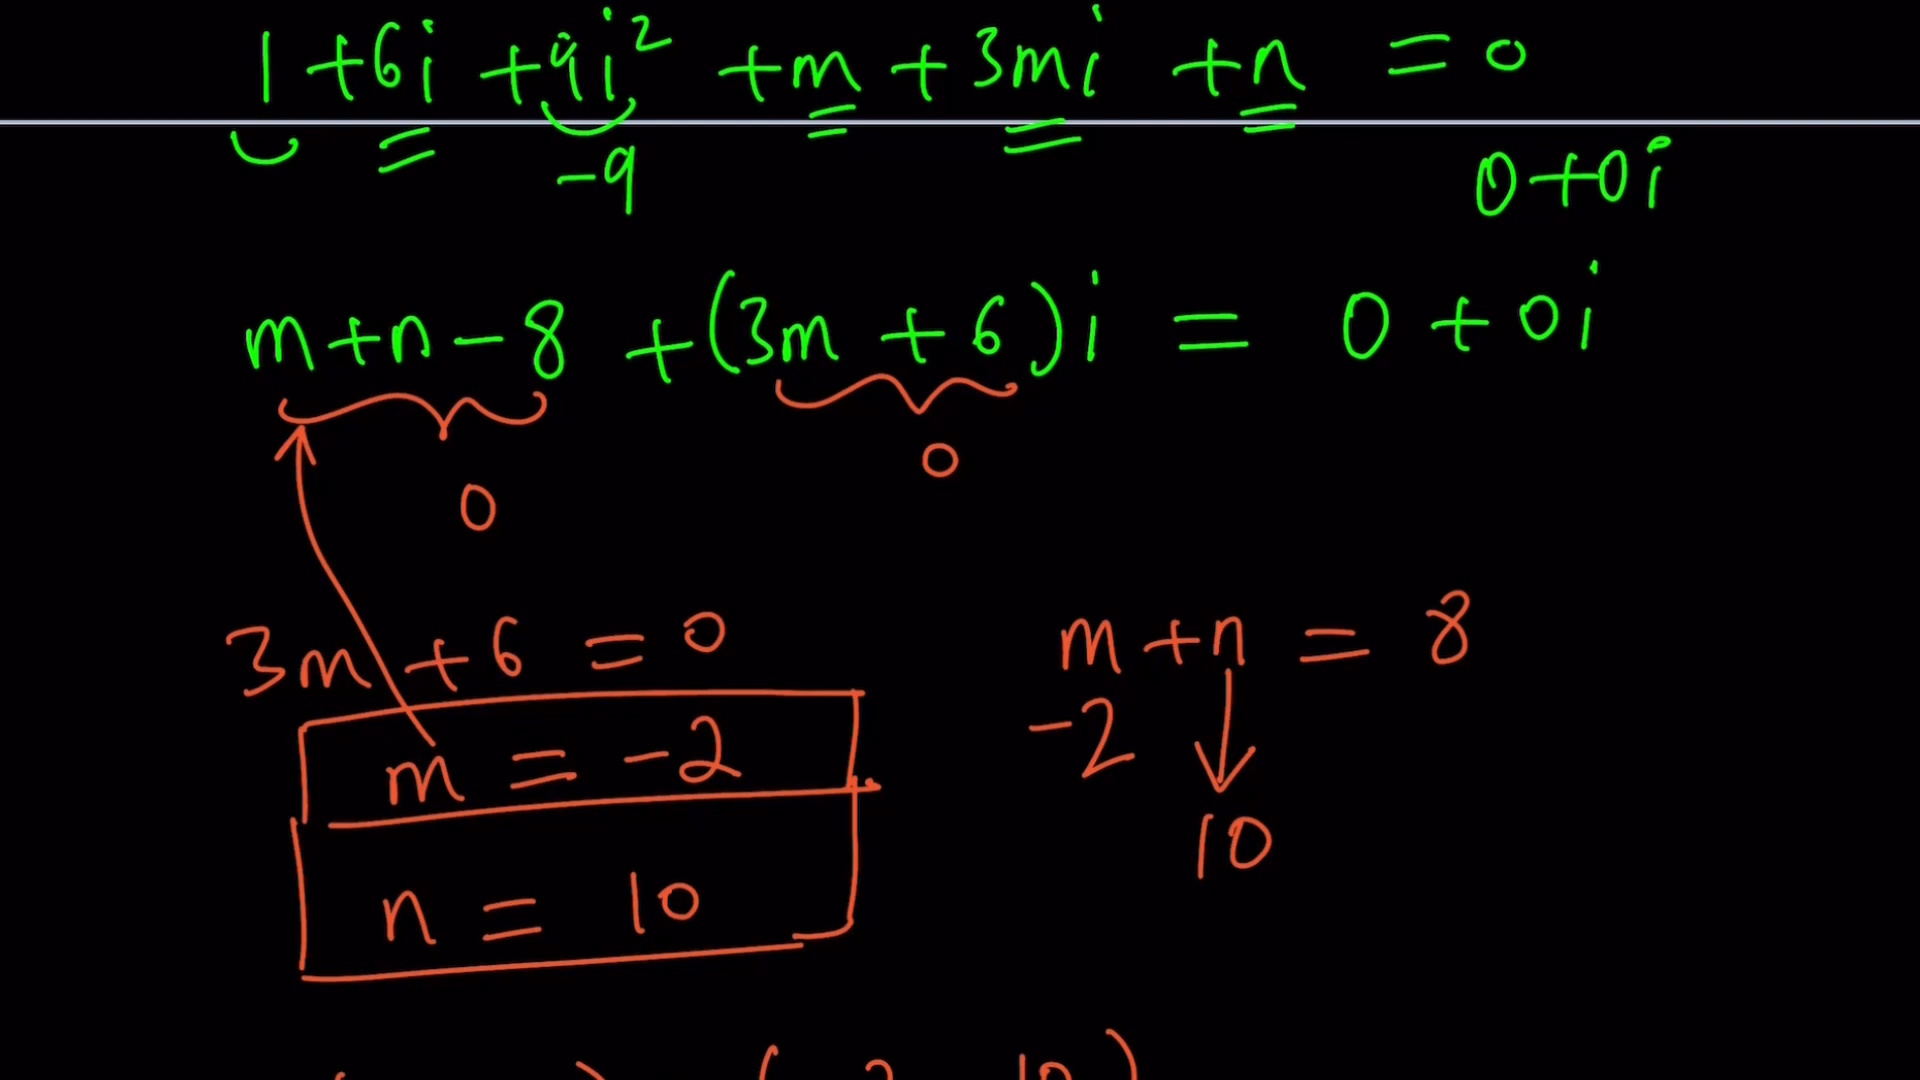 1 + 6i + 9i² + m + 3mi + n = 0
-9
0 + 0i
m + n - 8 + (3m + 6)i = 0 + 0i
0
0
3m + 6 = 0
m + n = 8
m = -2
-2
10
n = 10